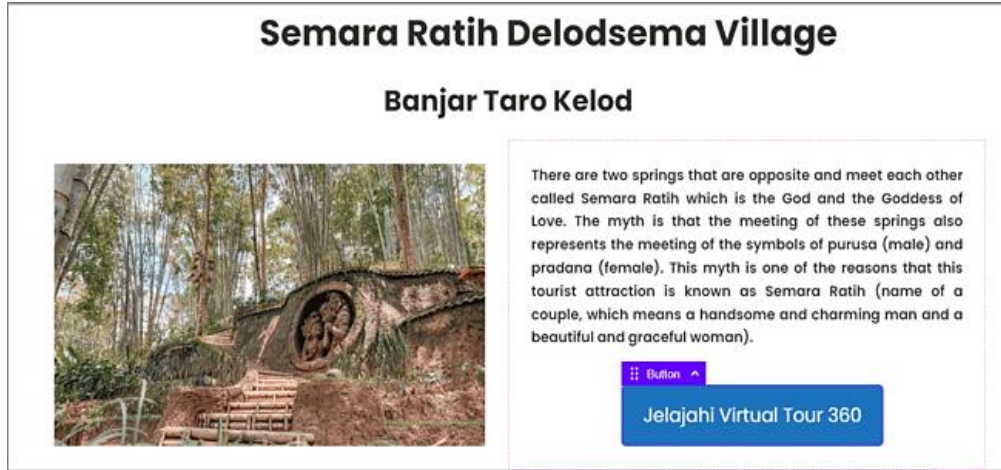 Semara Ratih Delodsema Village
Banjar Taro Kelod
There are two springs that are opposite and meet each other
called Semara Ratih which is the God and the Goddess of
Love. The myth is that the meeting of these springs also
represents the meeting of the symbols of purusa (male) and
pradana (female). This myth is one of the reasons that this
tourist attraction is known as Semara Ratih (name of a
couple, which means a handsome and charming man and a
beautiful and graceful woman).
Button
Jelajahi Virtual Tour 360